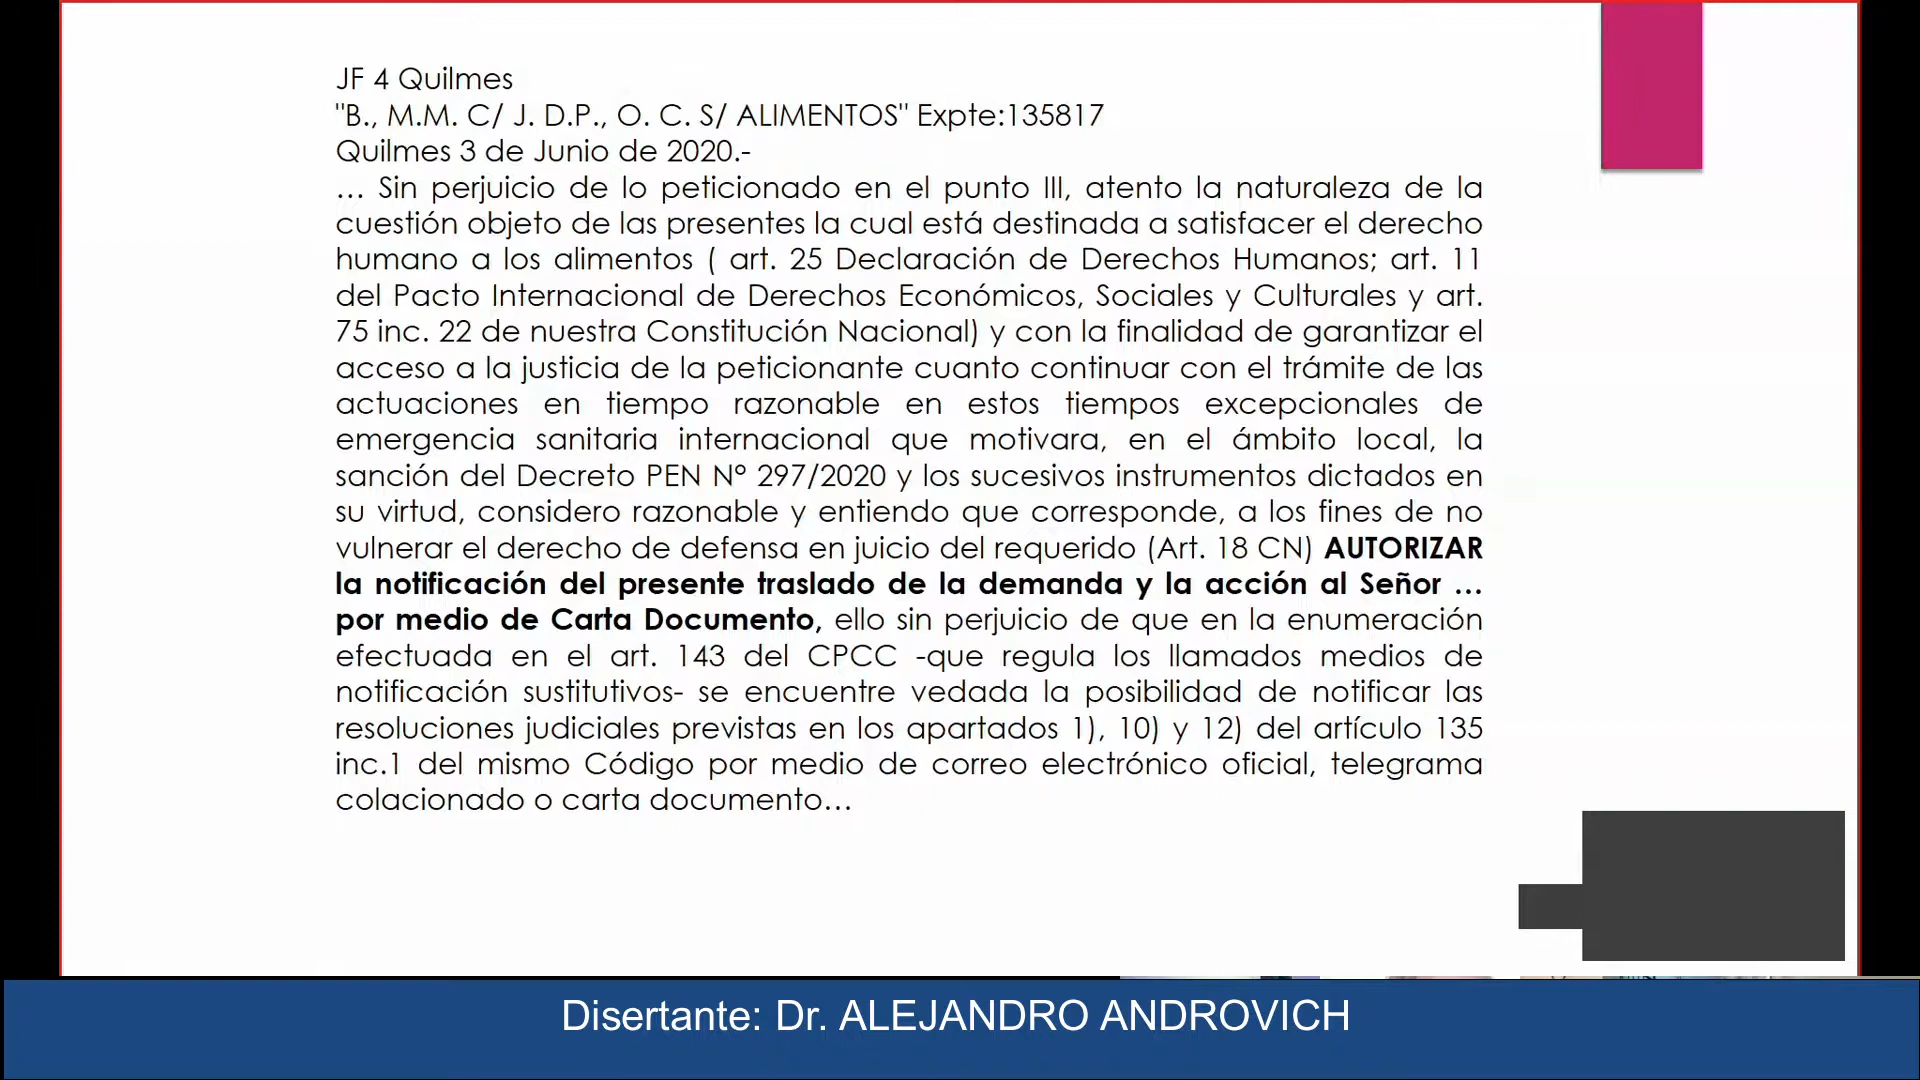 JF 4 Quilmes
"B., M.M. C/ J. D.P., O. C. S/ ALIMENTOS" Expte:135817
Quilmes 3 de Junio de 2020.-
… Sin perjuicio de lo peticionado en el punto III, atento la naturaleza de la
cuestión objeto de las presentes la cual está destinada a satisfacer el derecho
humano a los alimentos ( art. 25 Declaración de Derechos Humanos; art. 11
del Pacto Internacional de Derechos Económicos, Sociales y Culturales y art.
75 inc. 22 de nuestra Constitución Nacional) y con la finalidad de garantizar el
acceso a la justicia de la peticionante cuanto continuar con el trámite de las
actuaciones en tiempo razonable en estos tiempos excepcionales de
emergencia sanitaria internacional que motivara, en el ámbito local, la
sanción del Decreto PEN N° 297/2020 y los sucesivos instrumentos dictados en
su virtud, considero razonable y entiendo que corresponde, a los fines de no
vulnerar el derecho de defensa en juicio del requerido (Art. 18 CN) AUTORIZAR
la notificación del presente traslado de la demanda y la acción al Señor …
por medio de Carta Documento, ello sin perjuicio de que en la enumeración
efectuada en el art. 143 del CPCC -que regula los llamados medios de
notificación sustitutivos- se encuentre vedada la posibilidad de notificar las
resoluciones judiciales previstas en los apartados 1), 10) y 12) del artículo 135
inc.1 del mismo Código por medio de correo electrónico oficial, telegrama
colacionado o carta documento…
Disertante: Dr. ALEJANDRO ANDROVICH